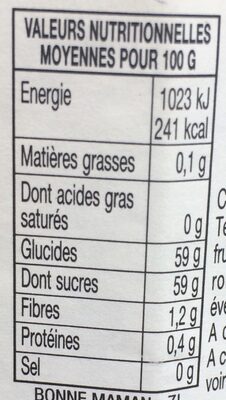 VALEURS NUTRITIONNELLES
MOYENNES POUR 100 G
Energie 1023 kJ
241 kcal
Matières grasses 0,1 g
Dont acides gras
saturés 0 g
Glucides 59 g
Dont sucres 59 g
Fibres 1,2 g
Protéines 0,4 g
Sel 0 g
BONNE MAMAN